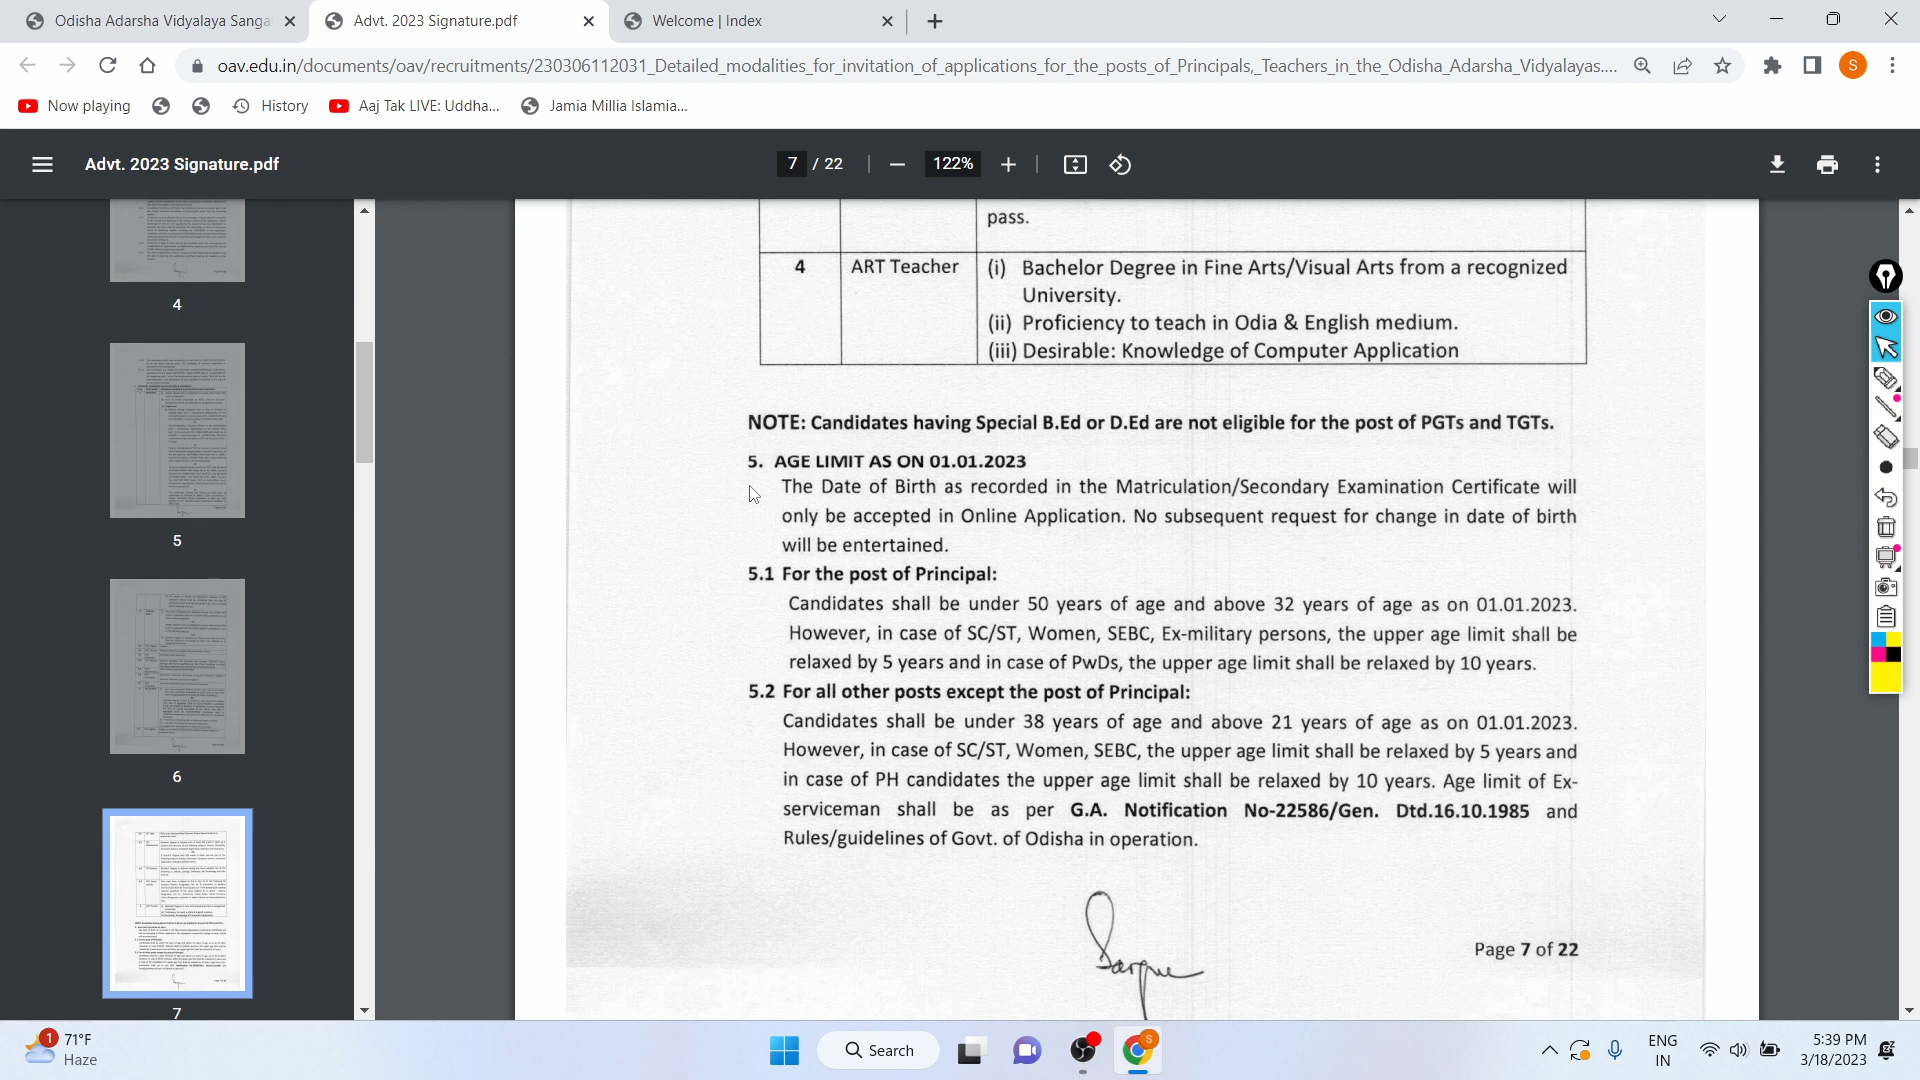 Odisha Adarsha Vidyalaya Sanga
Advt. 2023 Signature.pdf
Welcome | Index
oav.edu.in/documents/oav/recruitments/230306112031_Detailed_modalities_for_invitation_of_applications_for_the_posts_of_Principals,_Teachers_in_the_Odisha_Adarsha_Vidyalayas....
S
Now playing
History
Aaj Tak LIVE: Uddha...
Jamia Millia Islamia...
Advt. 2023 Signature.pdf
7 / 22
122%
4
5
6
7
pass.
4 ART Teacher (i) Bachelor Degree in Fine Arts/Visual Arts from a recognized
University.
(ii) Proficiency to teach in Odia & English medium.
(iii) Desirable: Knowledge of Computer Application
NOTE: Candidates having Special B.Ed or D.Ed are not eligible for the post of PGTs and TGTs.
5. AGE LIMIT AS ON 01.01.2023
The Date of Birth as recorded in the Matriculation/Secondary Examination Certificate will
only be accepted in Online Application. No subsequent request for change in date of birth
will be entertained.
5.1 For the post of Principal:
Candidates shall be under 50 years of age and above 32 years of age as on 01.01.2023.
However, in case of SC/ST, Women, SEBC, Ex-military persons, the upper age limit shall be
relaxed by 5 years and in case of PwDs, the upper age limit shall be relaxed by 10 years.
5.2 For all other posts except the post of Principal:
Candidates shall be under 38 years of age and above 21 years of age as on 01.01.2023.
However, in case of SC/ST, Women, SEBC, the upper age limit shall be relaxed by 5 years and
in case of PH candidates the upper age limit shall be relaxed by 10 years. Age limit of Ex-
serviceman shall be as per G.A. Notification No-22586/Gen. Dtd.16.10.1985 and
Rules/guidelines of Govt. of Odisha in operation.
Page 7 of 22
1
71°F
Haze
Search
S
ENG
IN
5:39 PM
3/18/2023